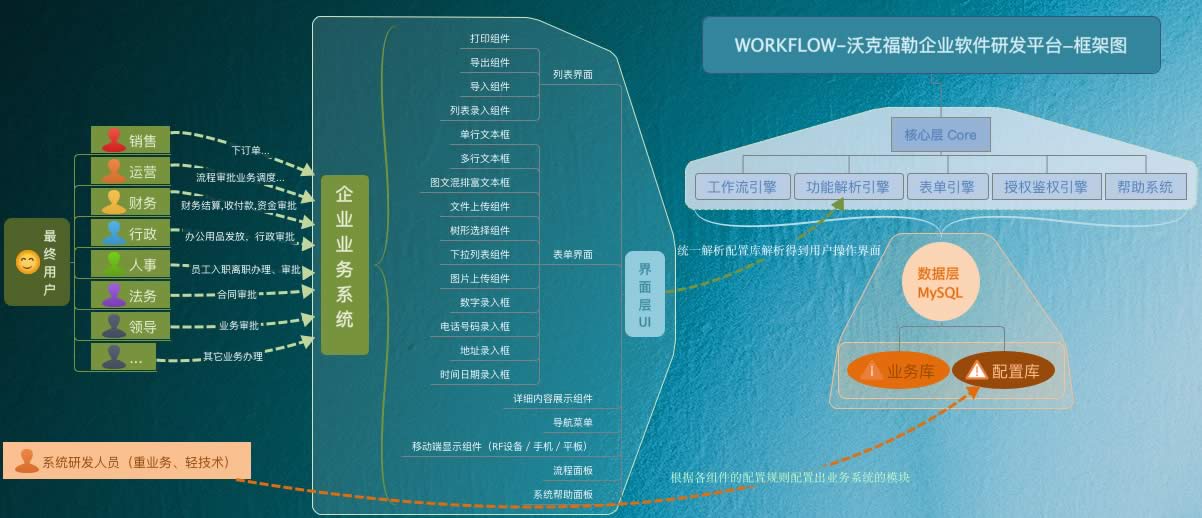 WORKFLOW-沃克福勒企业软件研发平台-框架图
最终用户
销售
运营
财务
行政
人事
法务
领导
...
下订单...
流程审批业务调度...
财务结算,收付款,资金审批
办公用品发放，行政审批,
员工入职离职办理、审批
合同审批
业务审批
其它业务办理
企业业务系统
打印组件
导出组件
导入组件
列表录入组件
列表界面
单行文本框
多行文本框
图文混排富文本框
文件上传组件
树形选择组件
下拉列表组件
图片上传组件
数字录入框
电话号码录入框
地址录入框
时间日期录入框
表单界面
详细内容展示组件
导航菜单
移动端显示组件（RF设备 / 手机 / 平板）
流程面板
系统帮助面板
界面层
UI
核心层 Core
工作流引擎
功能解析引擎
表单引擎
授权鉴权引擎
帮助系统
统一解析配置库解析得到用户操作界面
数据层
MySQL
业务库
配置库
系统研发人员（重业务、轻技术）
根据各组件的配置规则配置出业务系统的模块